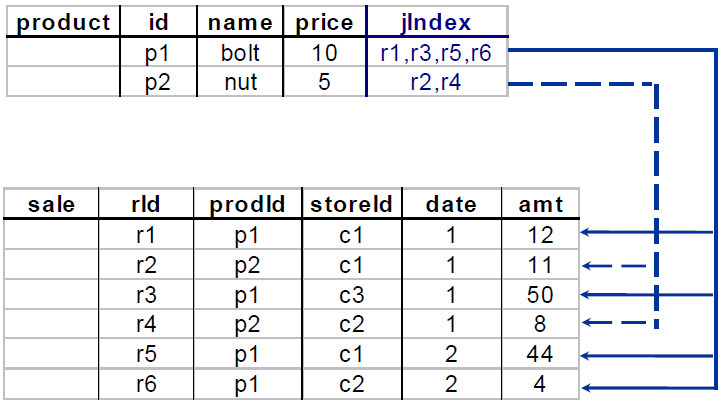 product id name price jIndex
p1 bolt 10 r1,r3,r5,r6
p2 nut 5 r2,r4
sale rId prodId storeId date amt
r1 p1 c1 1 12
r2 p2 c1 1 11
r3 p1 c3 1 50
r4 p2 c2 1 8
r5 p1 c1 2 44
r6 p1 c2 2 4